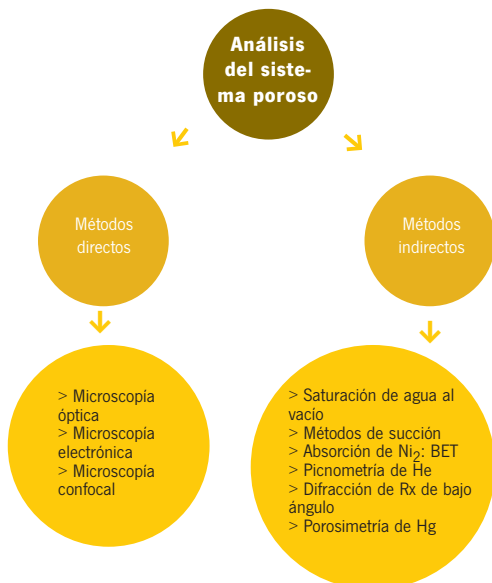 Análisis
del siste-
ma poroso
Métodos
directos
Métodos
indirectos
> Microscopía
óptica
> Microscopía
electrónica
> Microscopía
confocal
> Saturación de agua al
vacío
> Métodos de succión
> Absorción de Ni₂: BET
> Picnometría de He
> Difracción de Rx de bajo
ángulo
> Porosimetría de Hg